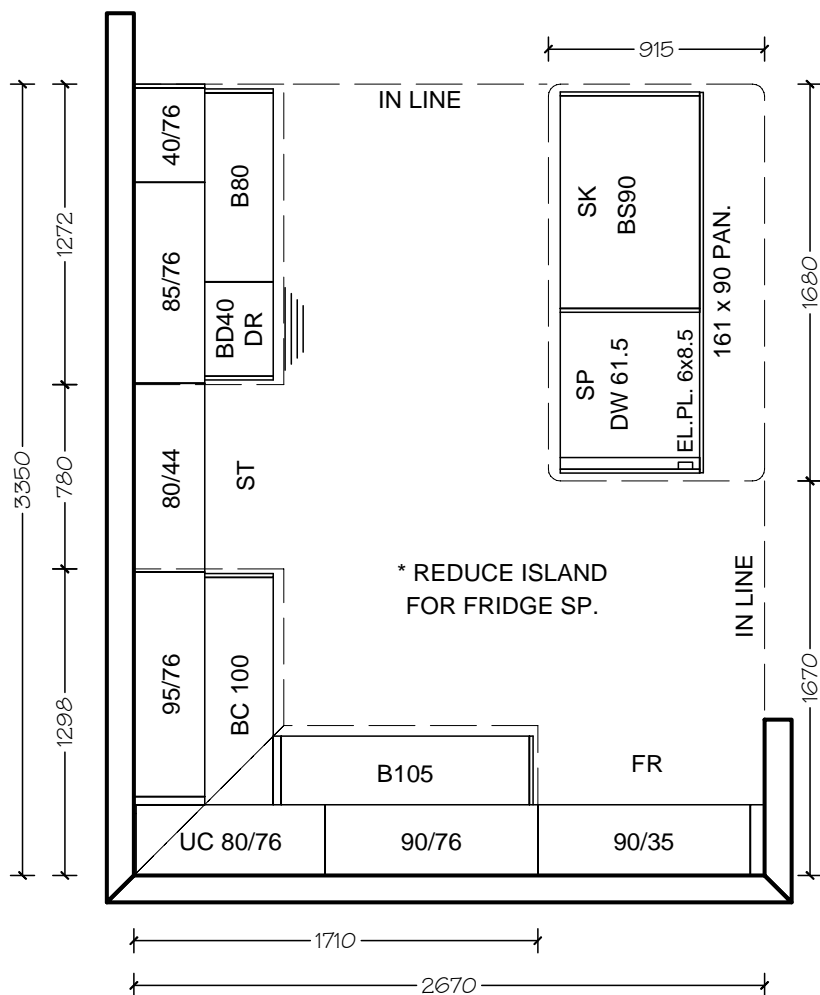 915
IN LINE
40/76
B80
SK
BS90
161 x 90 PAN.
1272
85/76
BD40
DR
1680
SP
DW 61.5
EL.PL. 6x8.5
3350
780
80/44
ST
* REDUCE ISLAND
FOR FRIDGE SP.
IN LINE
1670
1298
95/76
BC 100
B105
FR
UC 80/76
90/76
90/35
1710
2670